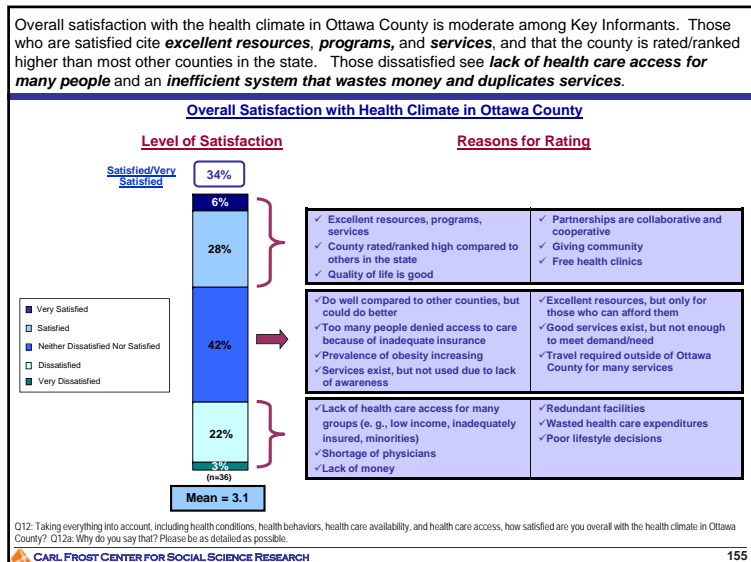 Overall satisfaction with the health climate in Ottawa County is moderate among Key Informants.  Those
who are satisfied cite excellent resources, programs, and services, and that the county is rated/ranked
higher than most other counties in the state.   Those dissatisfied see lack of health care access for
many people and an inefficient system that wastes money and duplicates services.
Overall Satisfaction with Health Climate in Ottawa County
Level of Satisfaction
Reasons for Rating
Satisfied/Very
Satisfied
34%
6%
28%
42%
22%
3%
(n=36)
Mean = 3.1
Very Satisfied
Satisfied
Neither Dissatisfied Nor Satisfied
Dissatisfied
Very Dissatisfied
✓ Excellent resources, programs,
services
✓ County rated/ranked high compared to
others in the state
✓ Quality of life is good
✓ Partnerships are collaborative and
cooperative
✓ Giving community
✓ Free health clinics
✓Do well compared to other counties, but
could do better
✓Too many people denied access to care
because of inadequate insurance
✓Prevalence of obesity increasing
✓Services exist, but not used due to lack
of awareness
✓Excellent resources, but only for
those who can afford them
✓Good services exist, but not enough
to meet demand/need
✓Travel required outside of Ottawa
County for many services
✓Lack of health care access for many
groups (e. g., low income, inadequately
insured, minorities)
✓Shortage of physicians
✓Lack of money
✓Redundant facilities
✓Wasted health care expenditures
✓Poor lifestyle decisions
Q12: Taking everything into account, including health conditions, health behaviors, health care availability, and health care access, how satisfied are you overall with the health climate in Ottawa
County?  Q12a: Why do you say that? Please be as detailed as possible.
CARL FROST CENTER FOR SOCIAL SCIENCE RESEARCH
155